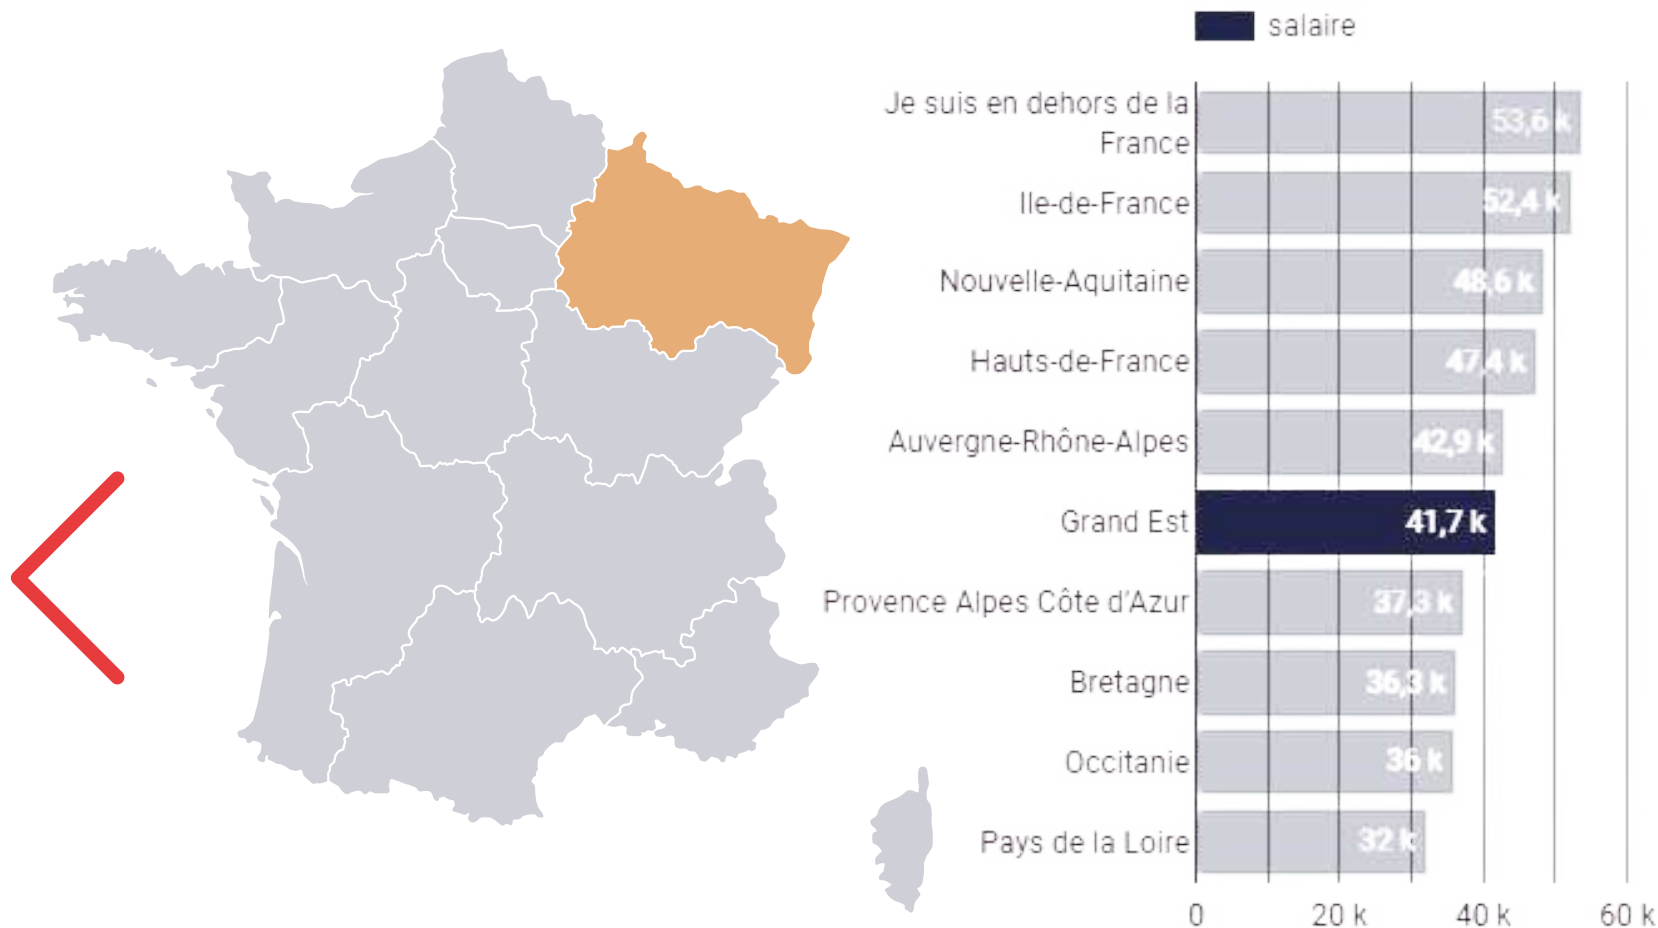 salaire
Je suis en dehors de la
France
53,6 k
Ile-de-France
52,4 k
Nouvelle-Aquitaine
48,6 k
Hauts-de-France
47,4 k
Auvergne-Rhône-Alpes
42,9 k
Grand Est
41,7 k
Provence Alpes Côte d'Azur
37,3 k
Bretagne
36,3 k
Occitanie
36 k
Pays de la Loire
32 k
0
20 k
40 k
60 k